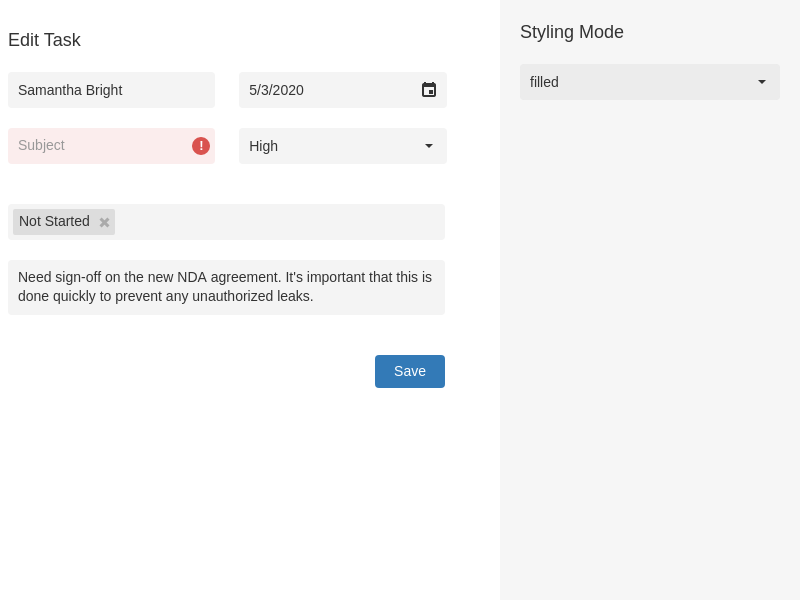 Edit Task
Samantha Bright
5/3/2020
Subject
High
Not Started
Need sign-off on the new NDA agreement. It's important that this is
done quickly to prevent any unauthorized leaks.
Save
Styling Mode
filled